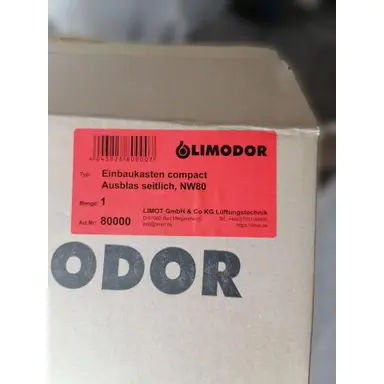 LIMODOR
Typ: Einbaukasten compact
Ausblas seitlich, NW80
Menge: 1
LIMOT GmbH & Co KG Lüftungstechnik
Art.Nr: 80000
ODOR